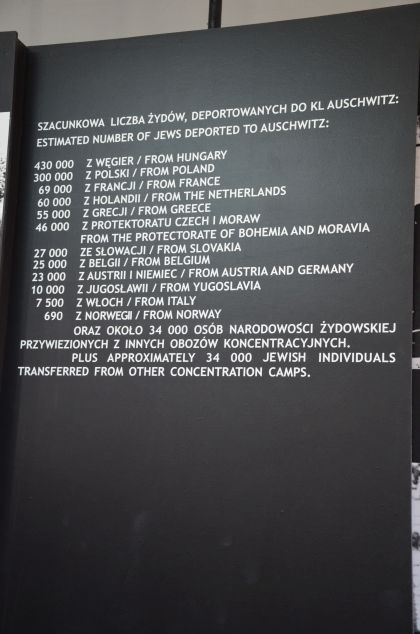 SZACUNKOWA LICZBA ŻYDÓW, DEPORTOWANYCH DO KL AUSCHWITZ:
ESTIMATED NUMBER OF JEWS DEPORTED TO AUSCHWITZ:
430 000 Z WĘGIER / FROM HUNGARY
300 000 Z POLSKI / FROM POLAND
69 000 Z FRANCJI / FROM FRANCE
60 000 Z HOLANDII / FROM THE NETHERLANDS
55 000 Z GRECJI / FROM GREECE
46 000 Z PROTEKTORATU CZECH I MORAW
FROM THE PROTECTORATE OF BOHEMIA AND MORAVIA
27 000 ZE SŁOWACJI / FROM SLOVAKIA
25 000 Z BELGII / FROM BELGIUM
23 000 Z AUSTRII I NIEMIEC / FROM AUSTRIA AND GERMANY
10 000 Z JUGOSŁAWII / FROM YUGOSLAVIA
7 500 Z WŁOCH / FROM ITALY
690 Z NORWEGII / FROM NORWAY
ORAZ OKOŁO 34 000 OSÓB NARODOWOŚCI ŻYDOWSKIEJ
PRZYWIEZIONYCH Z INNYCH OBOZÓW KONCENTRACYJNYCH.
PLUS APPROXIMATELY 34 000 JEWISH INDIVIDUALS
TRANSFERRED FROM OTHER CONCENTRATION CAMPS.